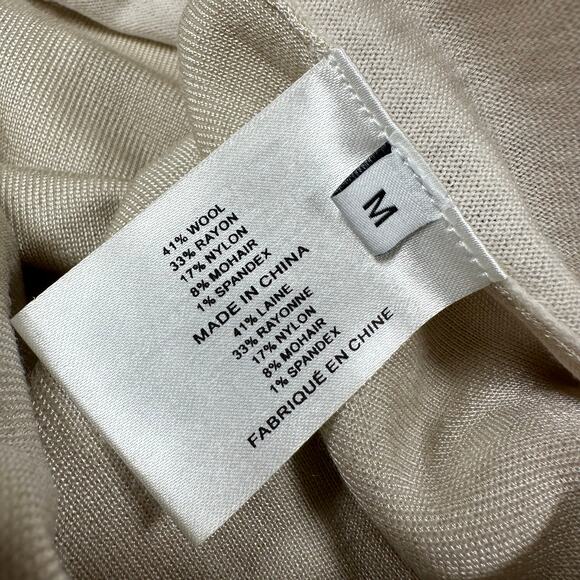 41% WOOL
33% RAYON
17% NYLON
8% MOHAIR
1% SPANDEX
MADE IN CHINA
41% LAINE
33% RAYONNE
17% NYLON
8% MOHAIR
1% SPANDEX
FABRIQUÉ EN CHINE
M